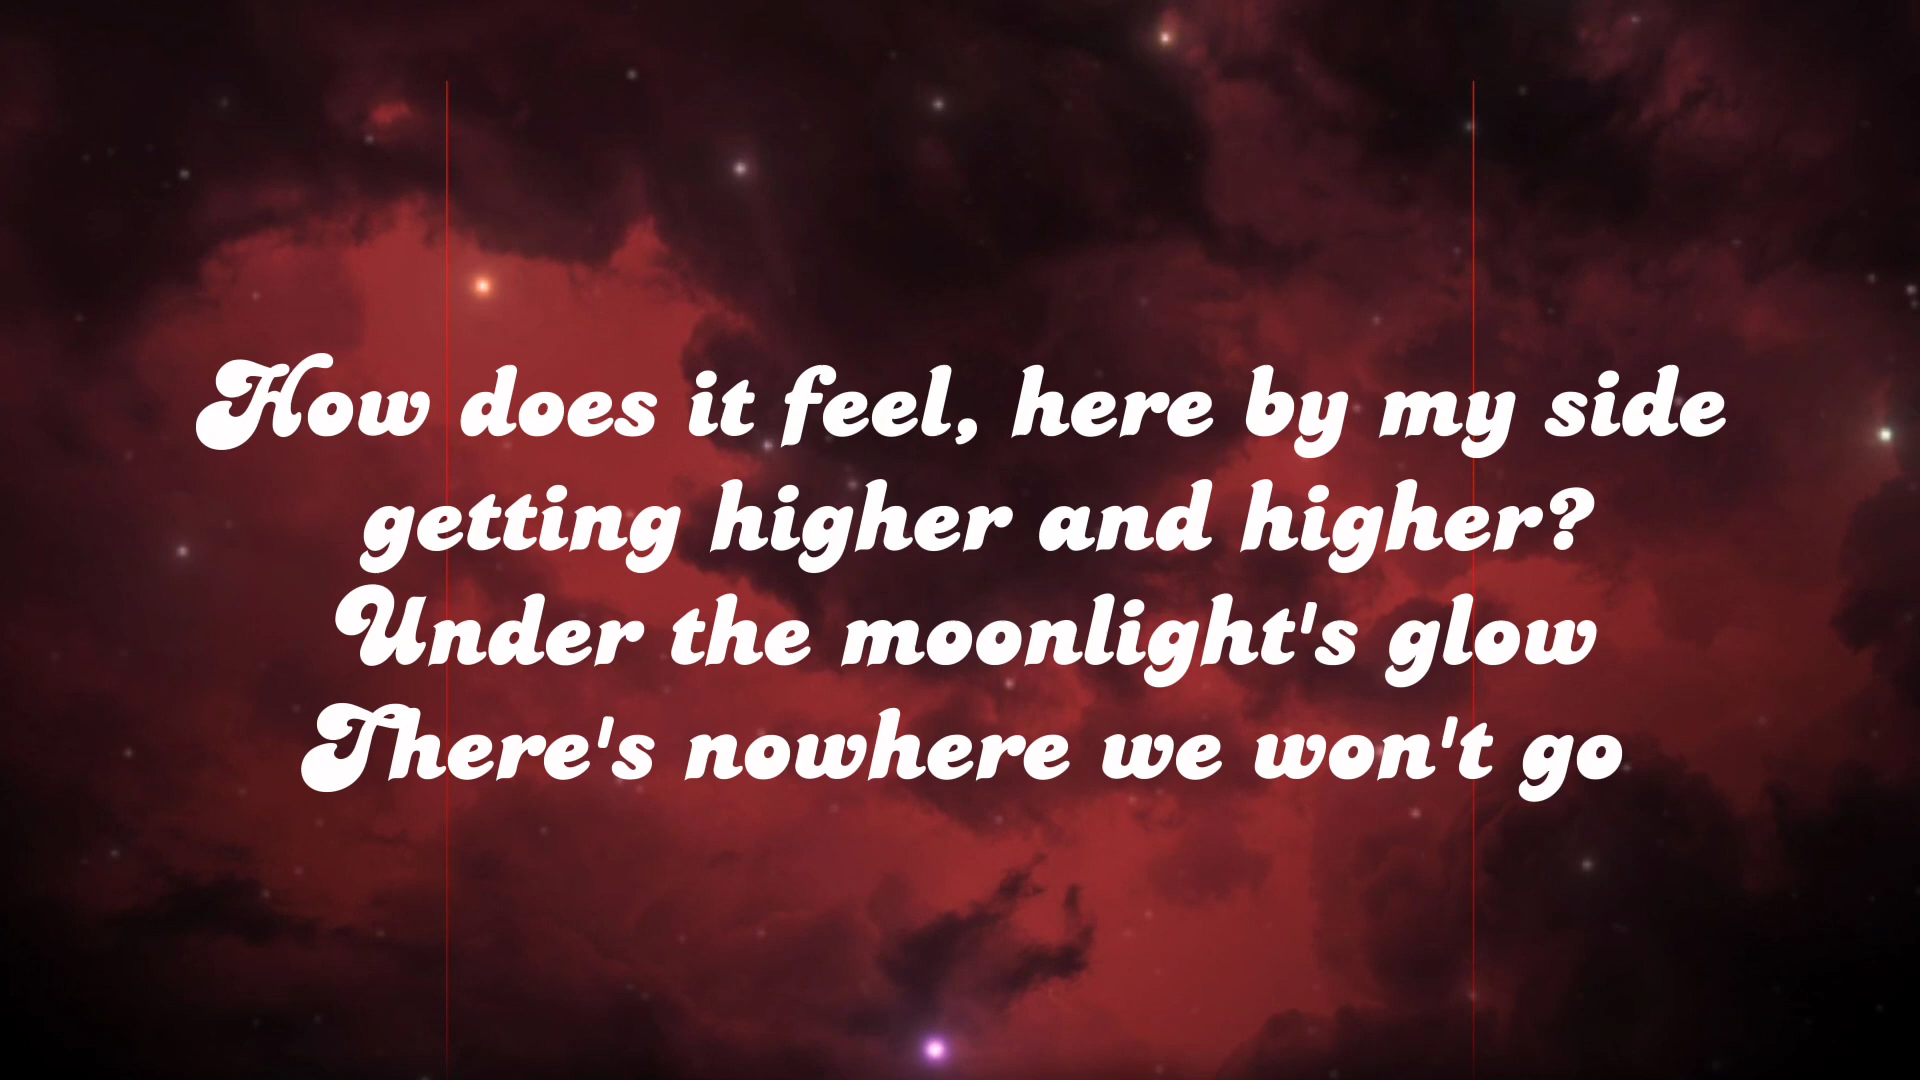 How does it feel, here by my side
getting higher and higher?
Under the moonlight's glow
There's nowhere we won't go